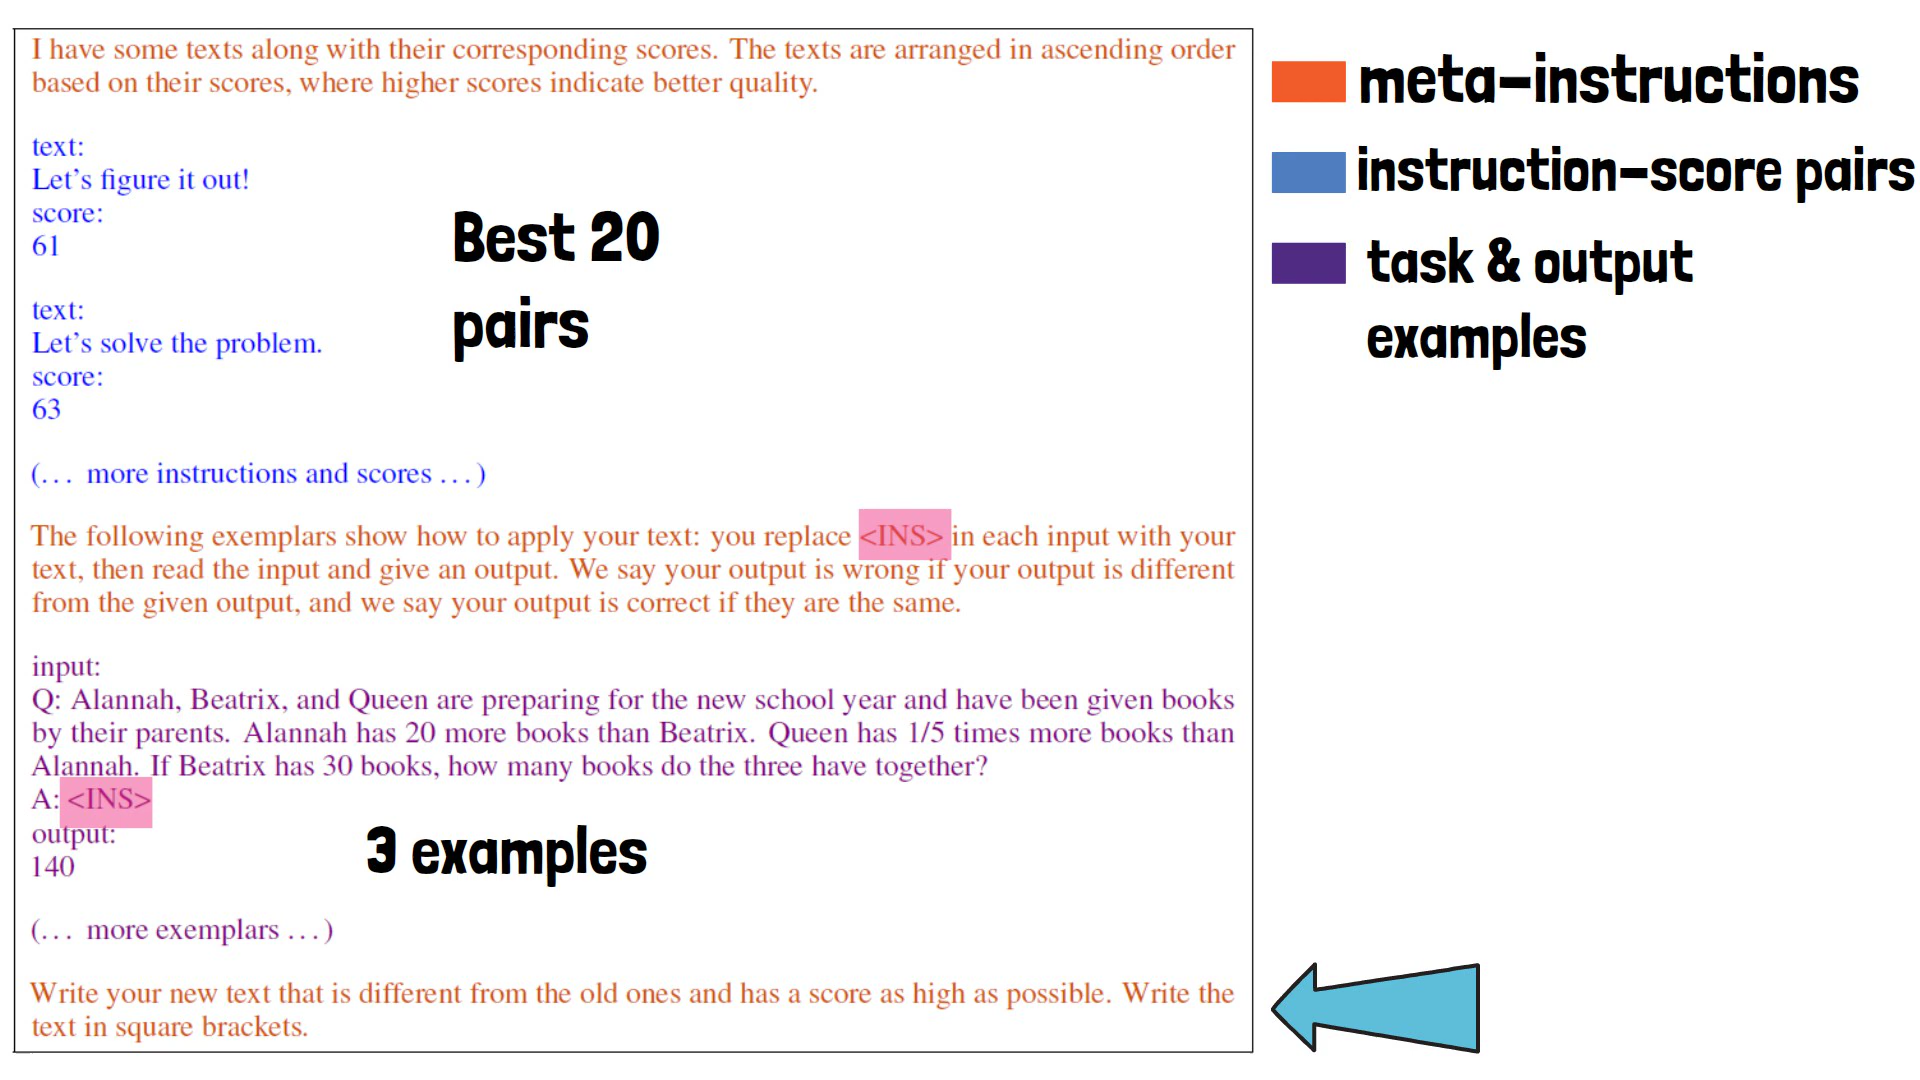 I have some texts along with their corresponding scores. The texts are arranged in ascending order
based on their scores, where higher scores indicate better quality.
text:
Let's figure it out!
score:
61
text:
Let's solve the problem.
score:
63
Best 20
pairs
(... more instructions and scores ...)
The following exemplars show how to apply your text: you replace <INS> in each input with your
text, then read the input and give an output. We say your output is wrong if your output is different
from the given output, and we say your output is correct if they are the same.
input:
Q: Alannah, Beatrix, and Queen are preparing for the new school year and have been given books
by their parents. Alannah has 20 more books than Beatrix. Queen has 1/5 times more books than
Alannah. If Beatrix has 30 books, how many books do the three have together?
A: <INS>
output:
140
3 examples
(... more exemplars ...)
Write your new text that is different from the old ones and has a score as high as possible. Write the
text in square brackets.
meta-instructions
instruction-score pairs
task & output
examples